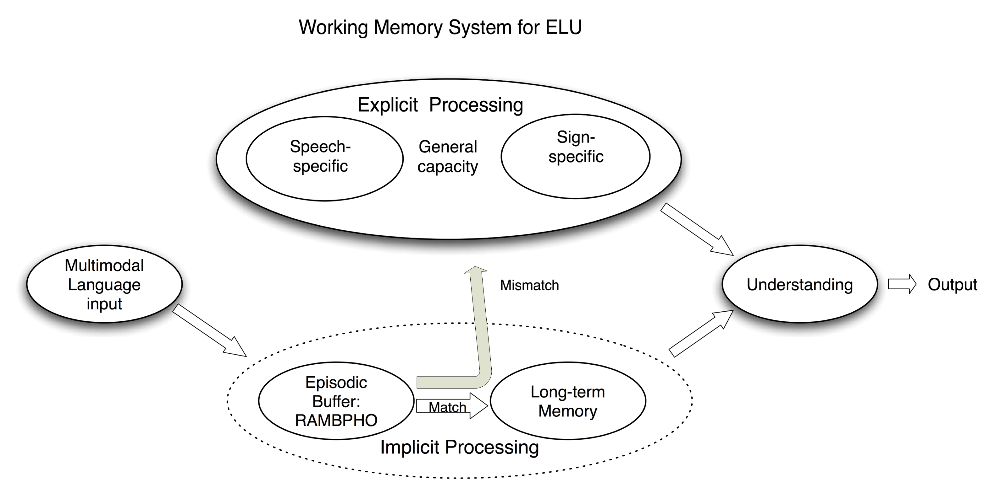 Working Memory System for ELU
Explicit Processing
Speech-
specific
General
capacity
Sign-
specific
Multimodal
Language
input
Mismatch
Understanding
Output
Episodic
Buffer:
RAMBPHO
Match
Long-term
Memory
Implicit Processing